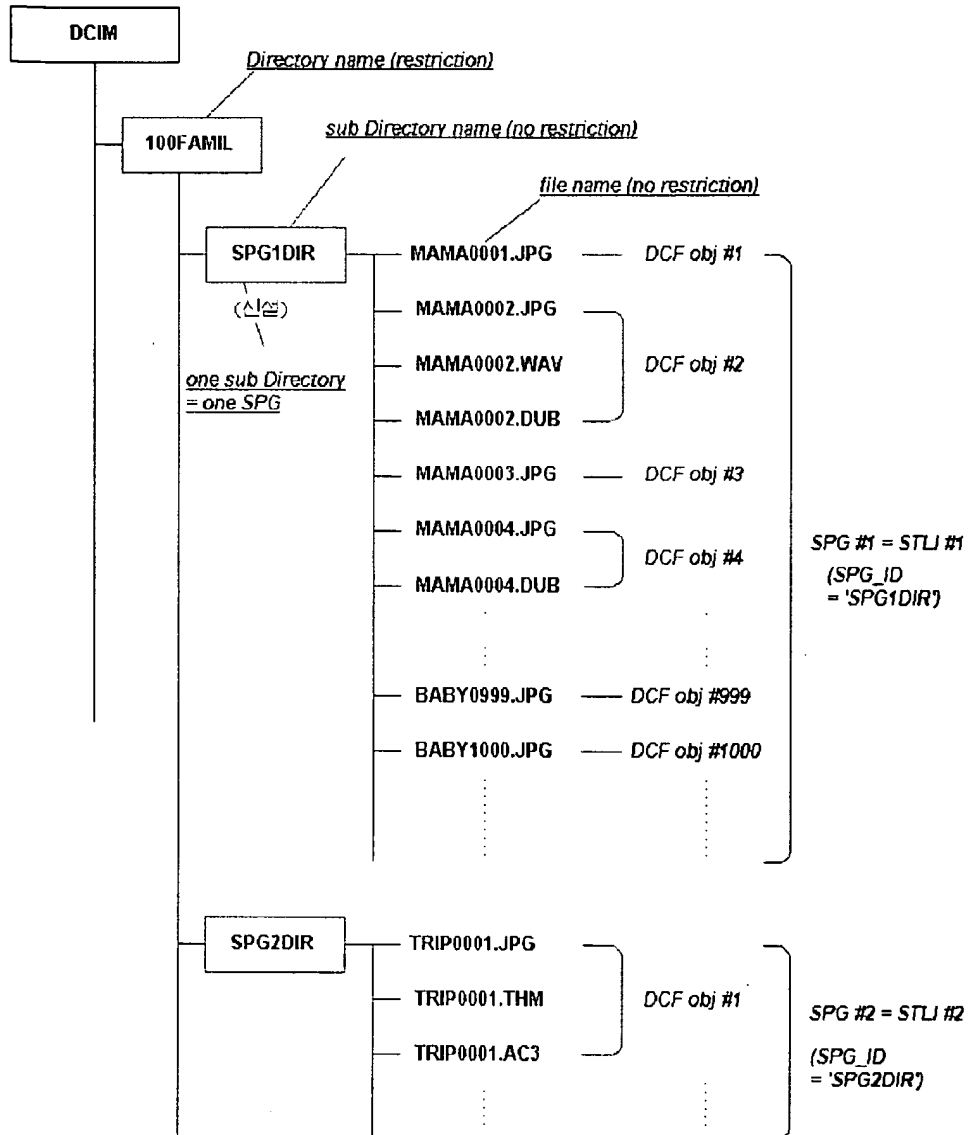 DCIM
Directory name (restriction)
100FAMIL
sub Directory name (no restriction)
file name (no restriction)
SPG1DIR
(신설)
one sub Directory
= one SPG
MAMA0001.JPG
DCF obj #1
MAMA0002.JPG
MAMA0002.WAV
DCF obj #2
MAMA0002.DUB
MAMA0003.JPG
DCF obj #3
MAMA0004.JPG
DCF obj #4
MAMA0004.DUB
SPG #1 = STLI #1
(SPG_ID
= 'SPG1DIR')
BABY0999.JPG
DCF obj #999
BABY1000.JPG
DCF obj #1000
SPG2DIR
TRIP0001.JPG
TRIP0001.THM
DCF obj #1
TRIP0001.AC3
SPG #2 = STLI #2
(SPG_ID
= 'SPG2DIR')